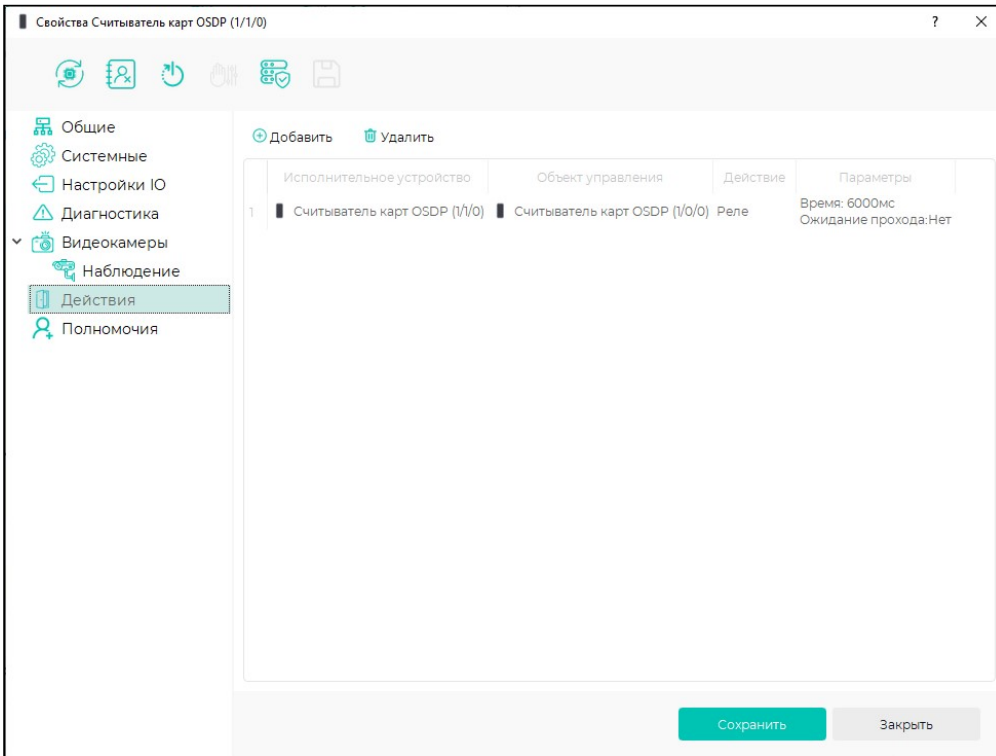 Свойства Считыватель карт OSDP (1/1/0)
?
Общие
Системные
Настройки IO
Диагностика
Видеокамеры
Наблюдение
Действия
Полномочия
Добавить Удалить
Исполнительное устройство Объект управления Действие Параметры
1 Считыватель карт OSDP (1/1/0) Считыватель карт OSDP (1/0/0) Реле Время: 6000мс
Ожидание прохода:Нет
Сохранить Закрыть